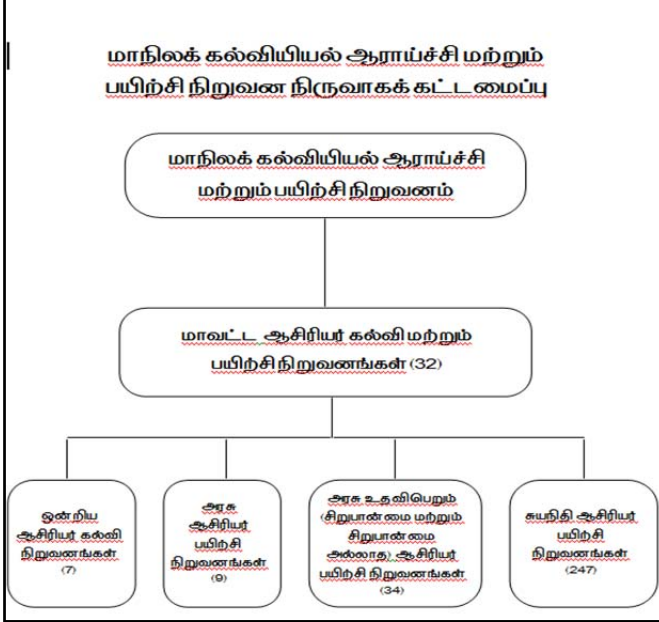 மாநிலக் கல்வியியல் ஆராய்ச்சி மற்றும்
பயிற்சி நிறுவன நிருவாகக் கட்டமைப்பு
மாநிலக் கல்வியியல் ஆராய்ச்சி
மற்றும் பயிற்சி நிறுவனம்
மாவட்ட ஆசிரியர் கல்வி மற்றும்
பயிற்சி நிறுவனங்கள் (32)
ஒன்றிய
ஆசிரியர் கல்வி
நிறுவனங்கள்
(7)
அரசு
ஆசிரியர்
பயிற்சி
நிறுவனங்கள்
(9)
அரசு உதவிபெறும்
(சிறுபான்மை மற்றும்
சிறுபான்மை
அல்லாத) ஆசிரியர்
பயிற்சி நிறுவனங்கள்
(34)
சுயநிதி ஆசிரியர்
பயிற்சி
நிறுவனங்கள்
(247)